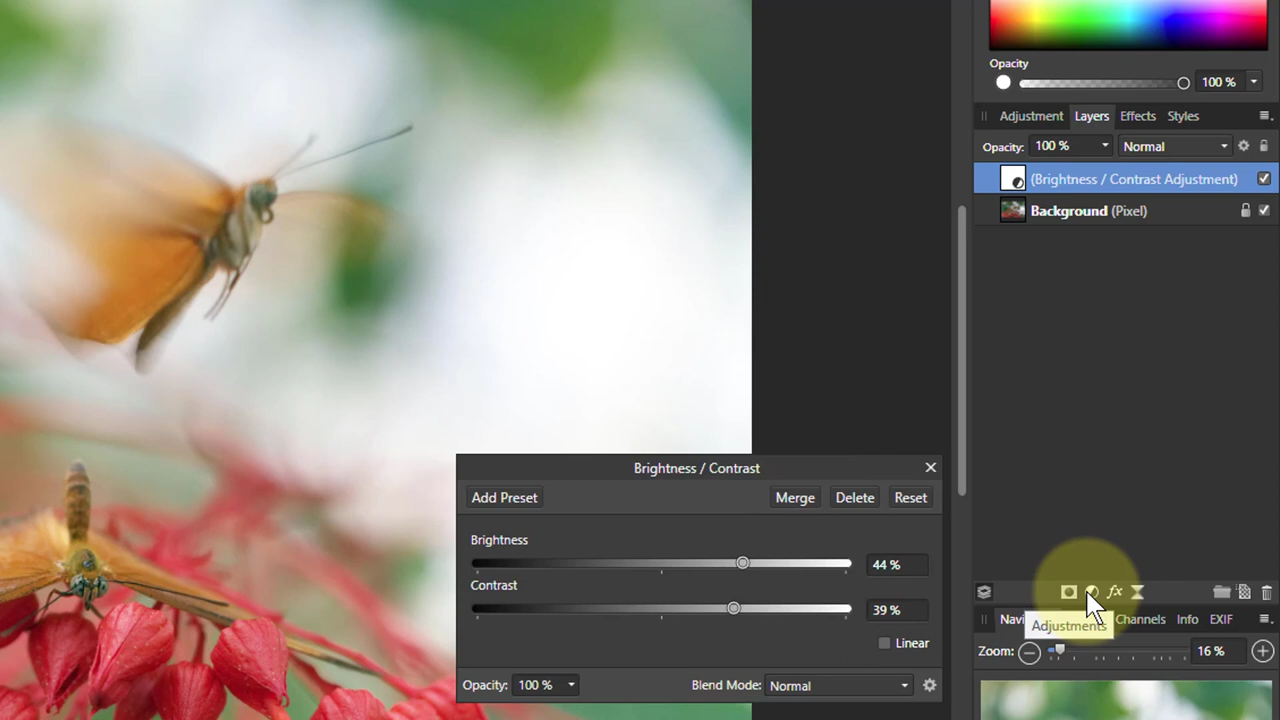 Opacity
100 %
Adjustment Layers Effects Styles
Opacity: 100 % Normal
(Brightness / Contrast Adjustment)
Background (Pixel)
Brightness / Contrast
Add Preset Merge Delete Reset
Brightness
44 %
Contrast
39 %
Linear
Opacity: 100 % Blend Mode: Normal
fx
Adjustments
Channels Info EXIF
Zoom: 16 %